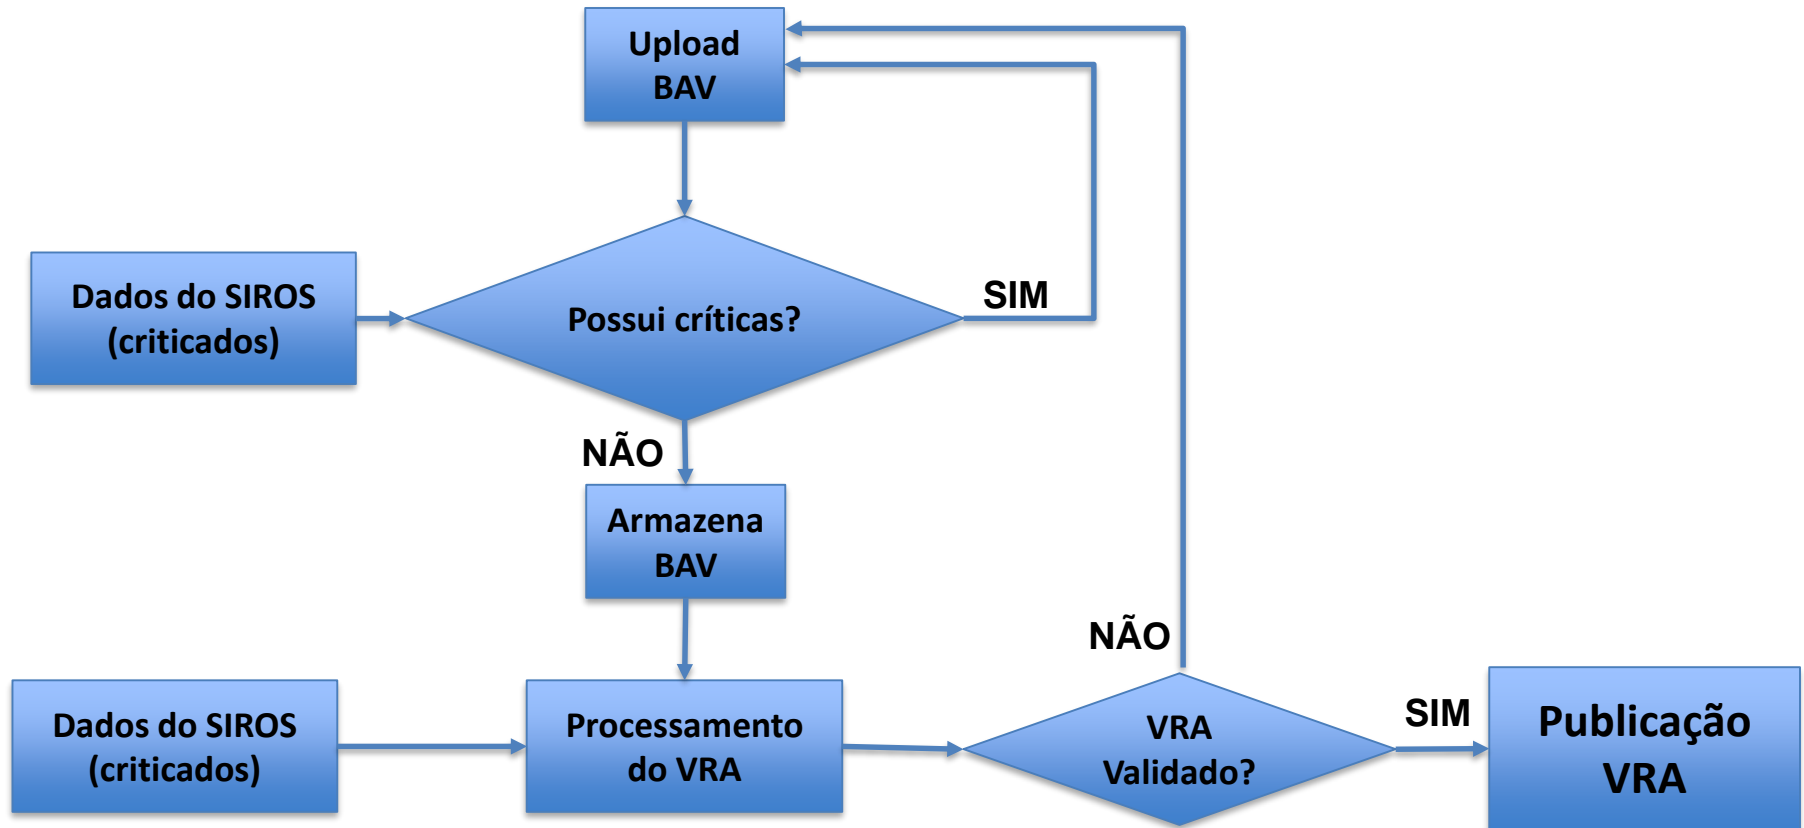 Upload
BAV
Dados do SIROS
(criticados)
Possui críticas?
SIM
NÃO
Armazena
BAV
Dados do SIROS
(criticados)
Processamento
do VRA
NÃO
VRA
Validado?
SIM
Publicação
VRA